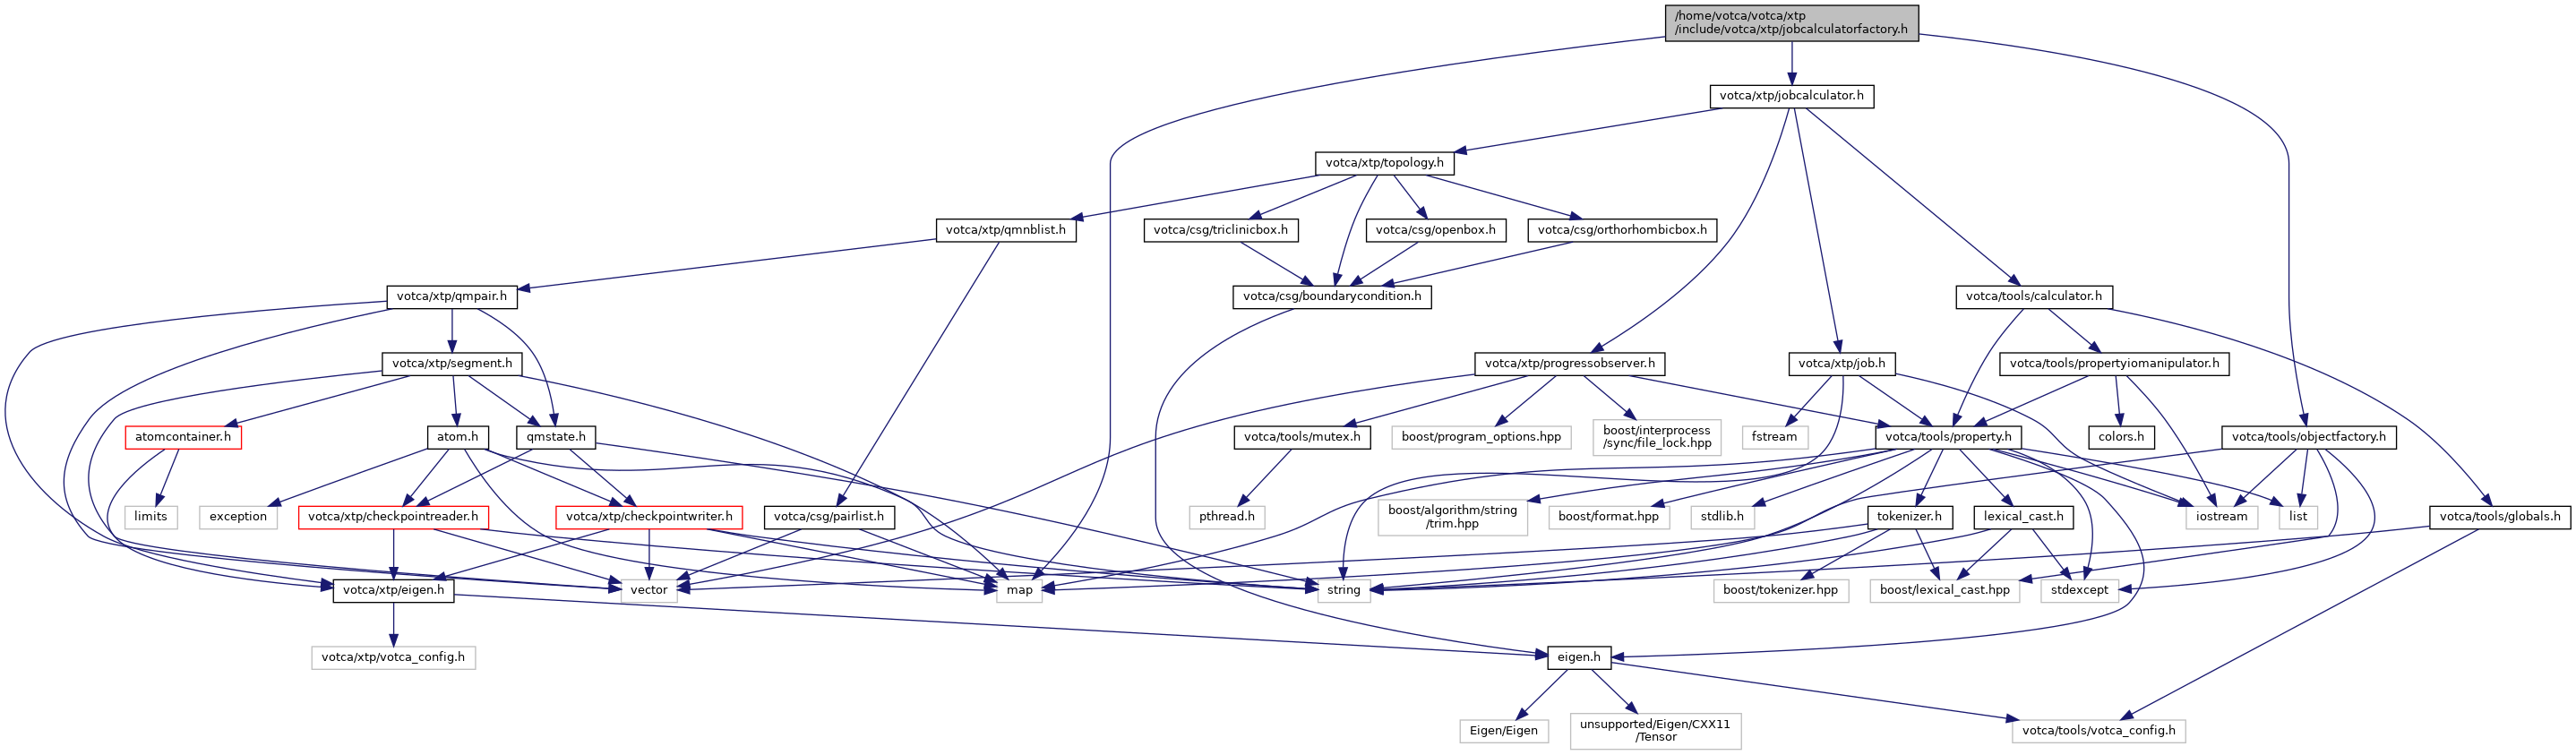 /home/votca/votca/xtp
/include/votca/xtp/jobcalculatorfactory.h
votca/xtp/jobcalculator.h
votca/xtp/topology.h
votca/xtp/qmnblist.h
votca/csg/triclinicbox.h
votca/csg/openbox.h
votca/csg/orthorhombicbox.h
votca/xtp/qmpair.h
votca/csg/boundarycondition.h
votca/tools/calculator.h
votca/xtp/segment.h
votca/xtp/progressobserver.h
votca/xtp/job.h
votca/tools/propertyiomanipulator.h
atomcontainer.h
atom.h
qmstate.h
votca/tools/mutex.h
boost/program_options.hpp
boost/interprocess
/sync/file_lock.hpp
fstream
votca/tools/property.h
colors.h
votca/tools/objectfactory.h
limits
exception
votca/xtp/checkpointreader.h
votca/xtp/checkpointwriter.h
votca/csg/pairlist.h
pthread.h
boost/algorithm/string
/trim.hpp
boost/format.hpp
stdlib.h
tokenizer.h
lexical_cast.h
iostream
list
votca/tools/globals.h
votca/xtp/eigen.h
vector
map
string
boost/tokenizer.hpp
boost/lexical_cast.hpp
stdexcept
votca/xtp/votca_config.h
eigen.h
Eigen/Eigen
unsupported/Eigen/CXX11
/Tensor
votca/tools/votca_config.h